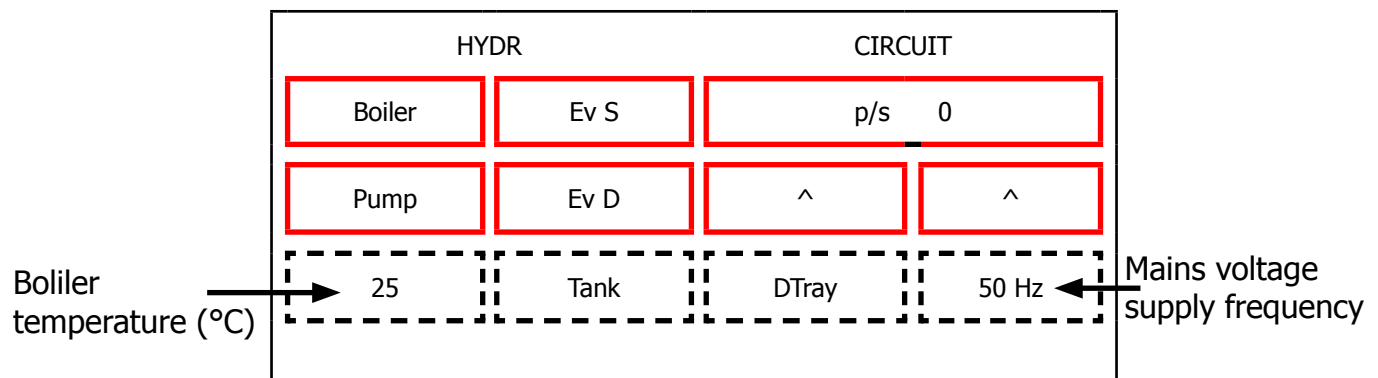 HYDR CIRCUIT
Boiler Ev S p/s 0
Pump Ev D ^ ^
Boliler
temperature (°C)
25 Tank DTray 50 Hz
Mains voltage
supply frequency